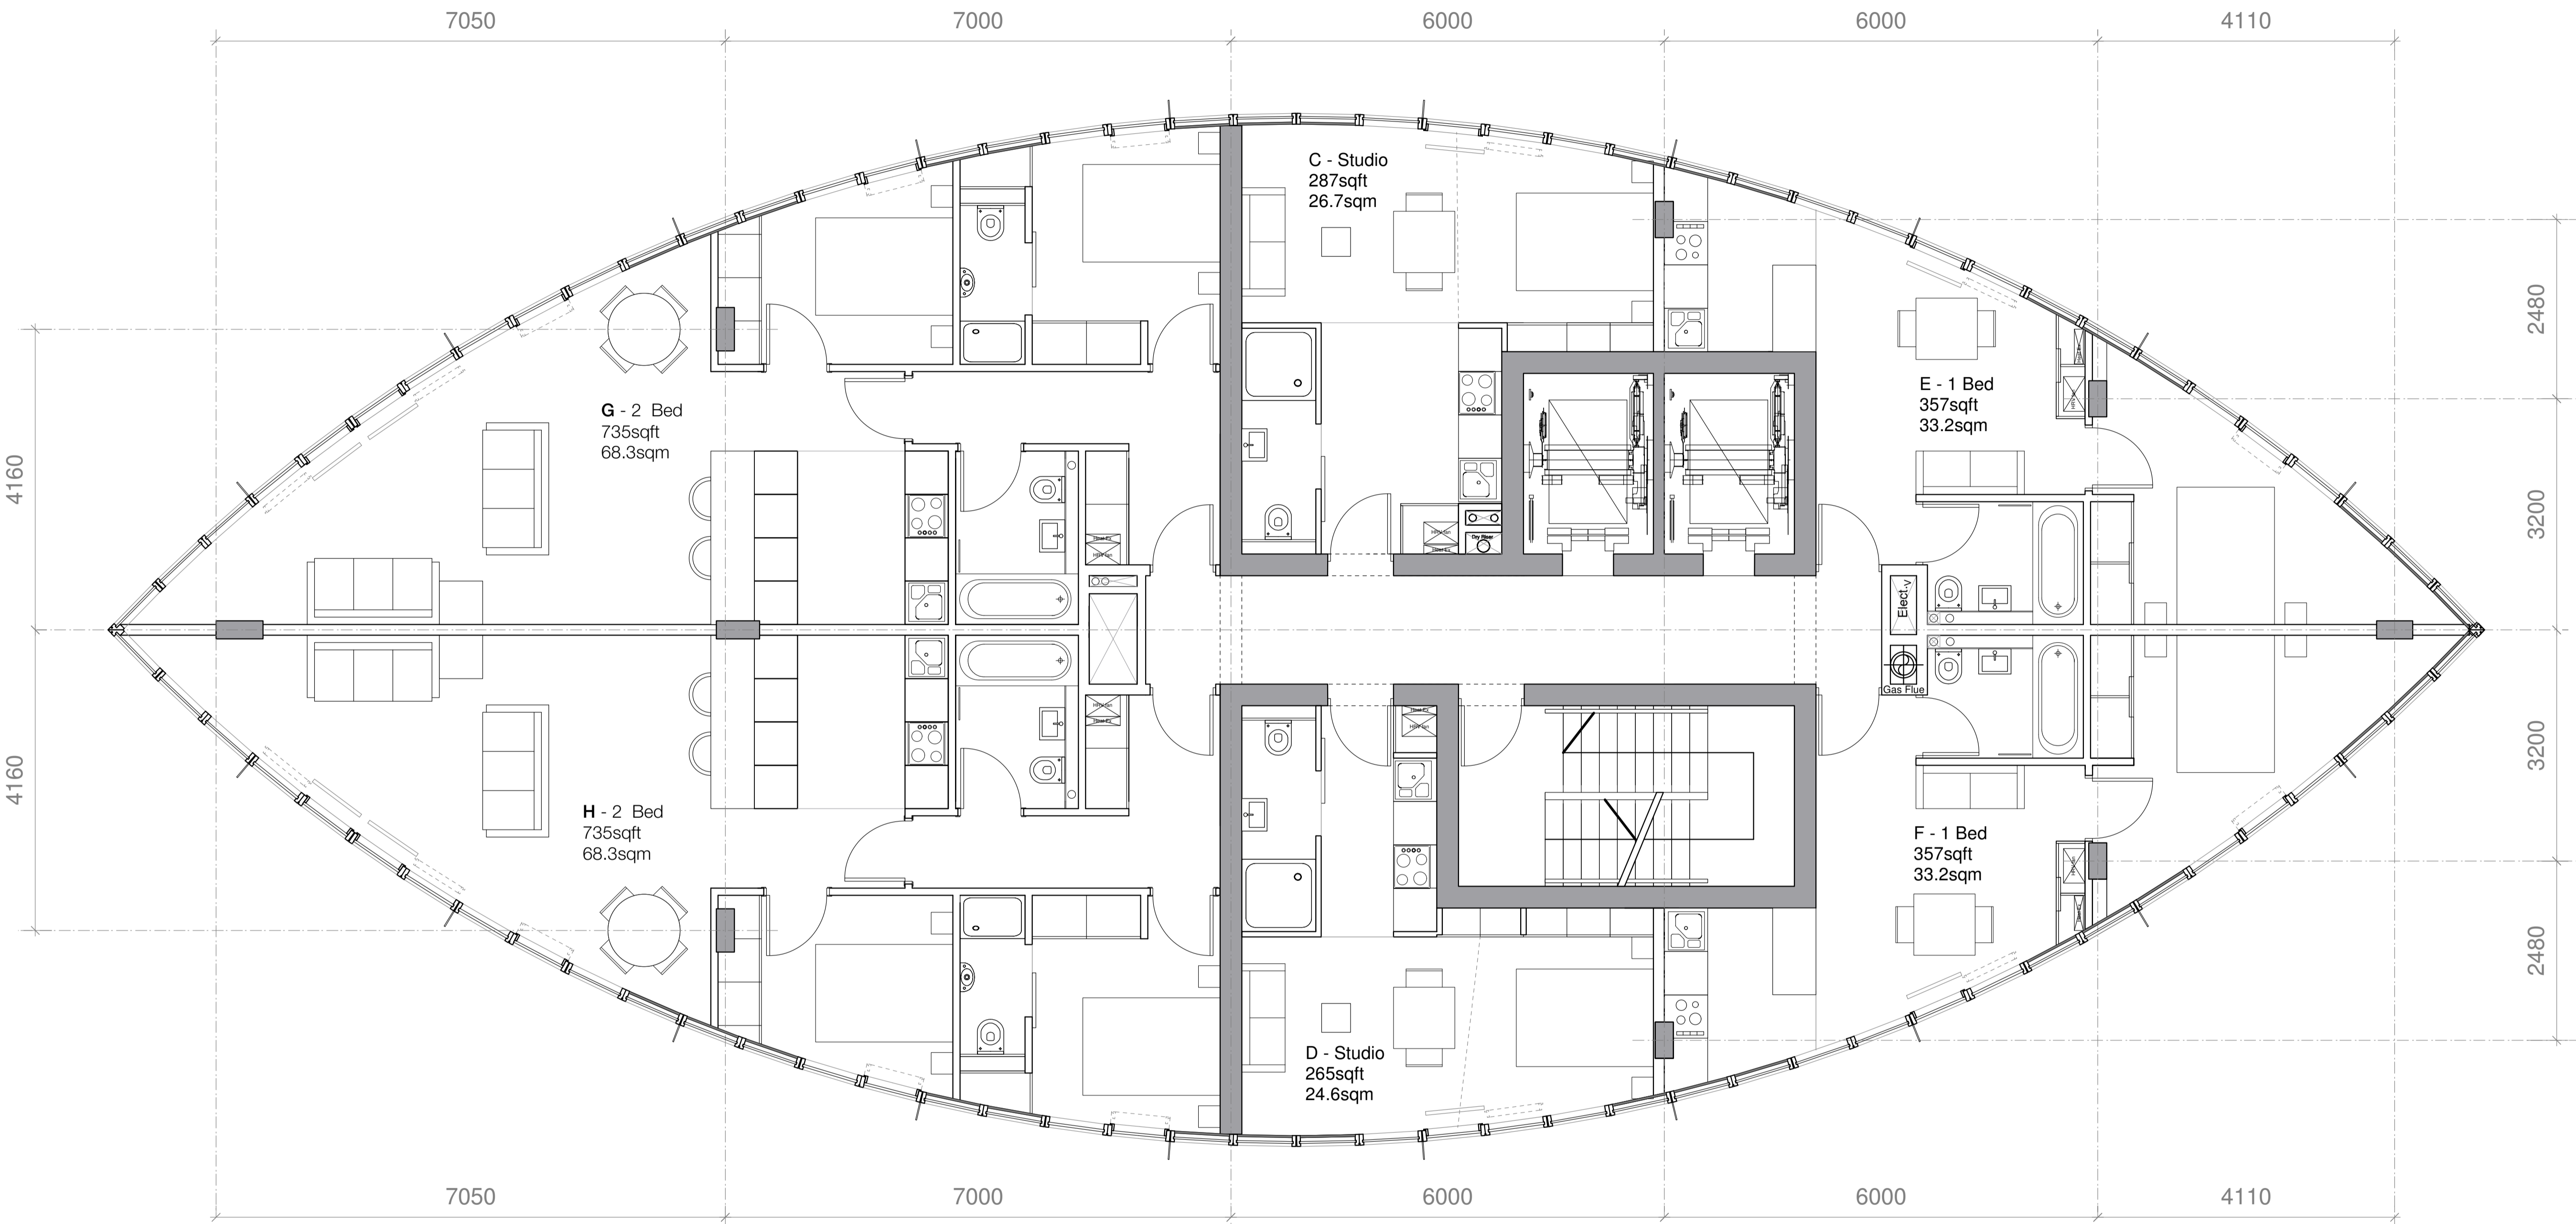 7050
7000
6000
6000
4110
C - Studio
287sqft
26.7sqm
2480
E - 1 Bed
357sqft
33.2sqm
G - 2 Bed
735sqft
68.3sqm
4160
3200
Dry Riser
Elect.V
Gas Flue
4160
3200
H - 2 Bed
735sqft
68.3sqm
F - 1 Bed
357sqft
33.2sqm
2480
D - Studio
265sqft
24.6sqm
7050
7000
6000
6000
4110